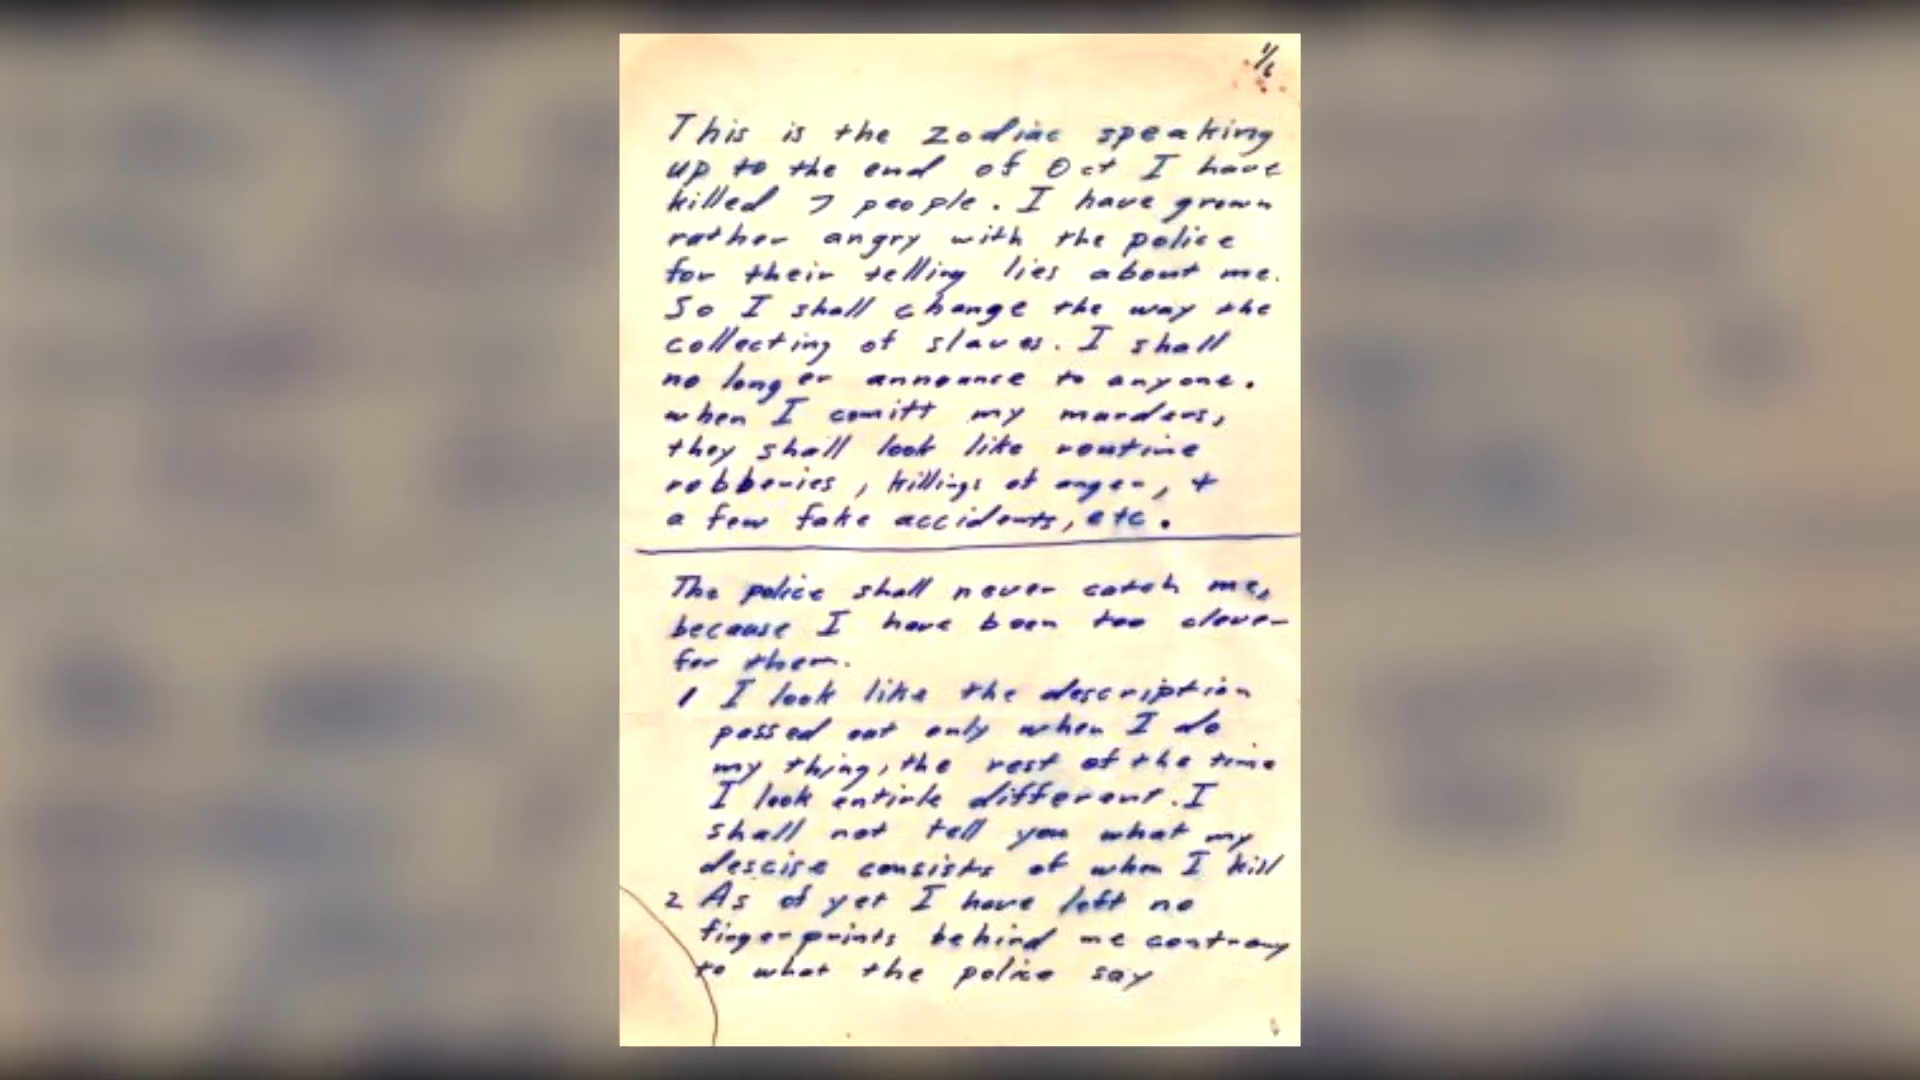 1/6
This is the Zodiac speaking
up to the end of Oct I have
killed 7 people. I have grown
rather angry with the police
for their telling lies about me.
So I shall change the way the
collecting of slaves. I shall
no longer announce to anyone.
when I comitt my murders,
they shall look like routine
robberies, killings of anger, +
a few fake accidents, etc.
The police shall never catch me,
because I have been too clever
for them.
1 I look like the description
passed out only when I do
my thing, the rest of the time
I look entirle different. I
shall not tell you what my
descise consists of when I kill
2 As of yet I have left no
fingerprints behind me contrary
to what the police say